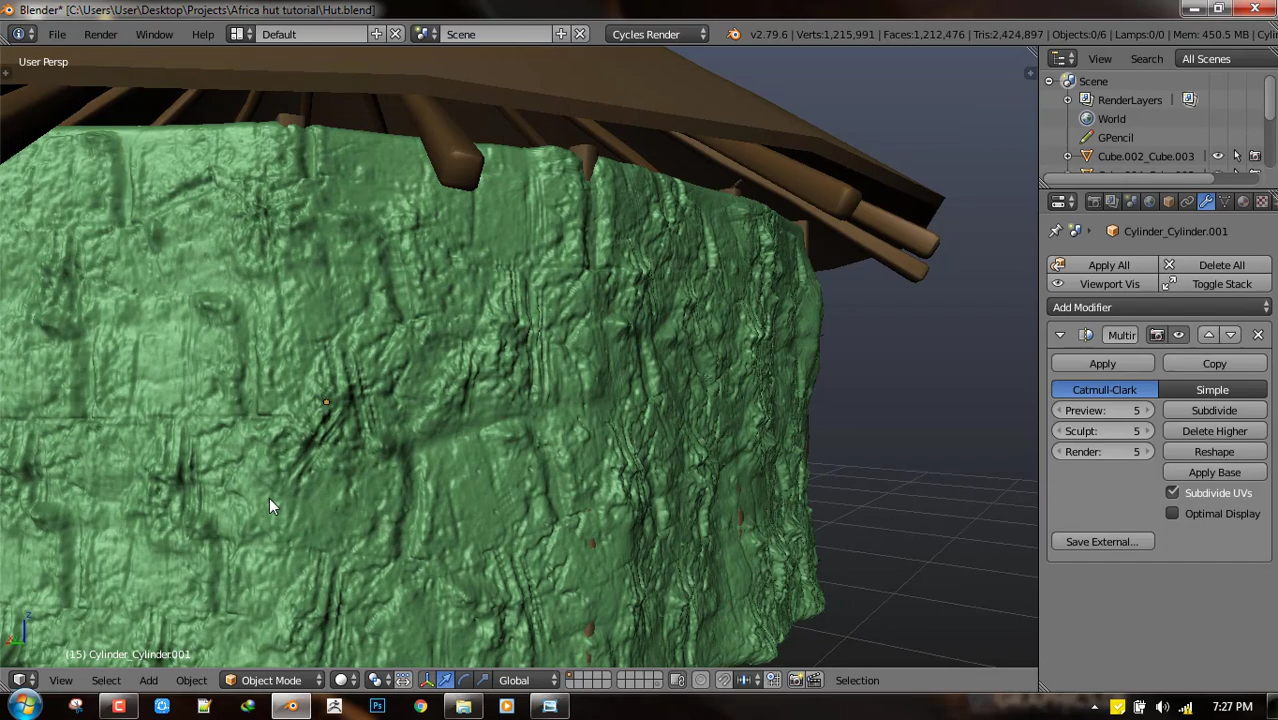 Blender* [C:\Users\User\Desktop\Projects\Africa hut tutorial\Hut.blend]
File Render Window Help Default Scene Cycles Render v2.79.6 | Verts:1,215,991 | Faces:1,212,476 | Tris:2,424,897 | Objects:0/6 | Lamps:0/0 | Mem: 450.5 MB | Cylin
User Persp
View Search All Scenes
Scene
RenderLayers
World
GPencil
Cube.002_Cube.003
Cylinder_Cylinder.001
Apply All Delete All
Viewport Vis Toggle Stack
Add Modifier
Multir
Apply Copy
Catmull-Clark Simple
Preview: 5 Subdivide
Sculpt: 5 Delete Higher
Render: 5 Reshape
Apply Base
Subdivide UVs
Optimal Display
Save External...
z
(15) Cylinder_Cylinder.001
View Select Add Object Object Mode Global Selection
Ps 7:27 PM